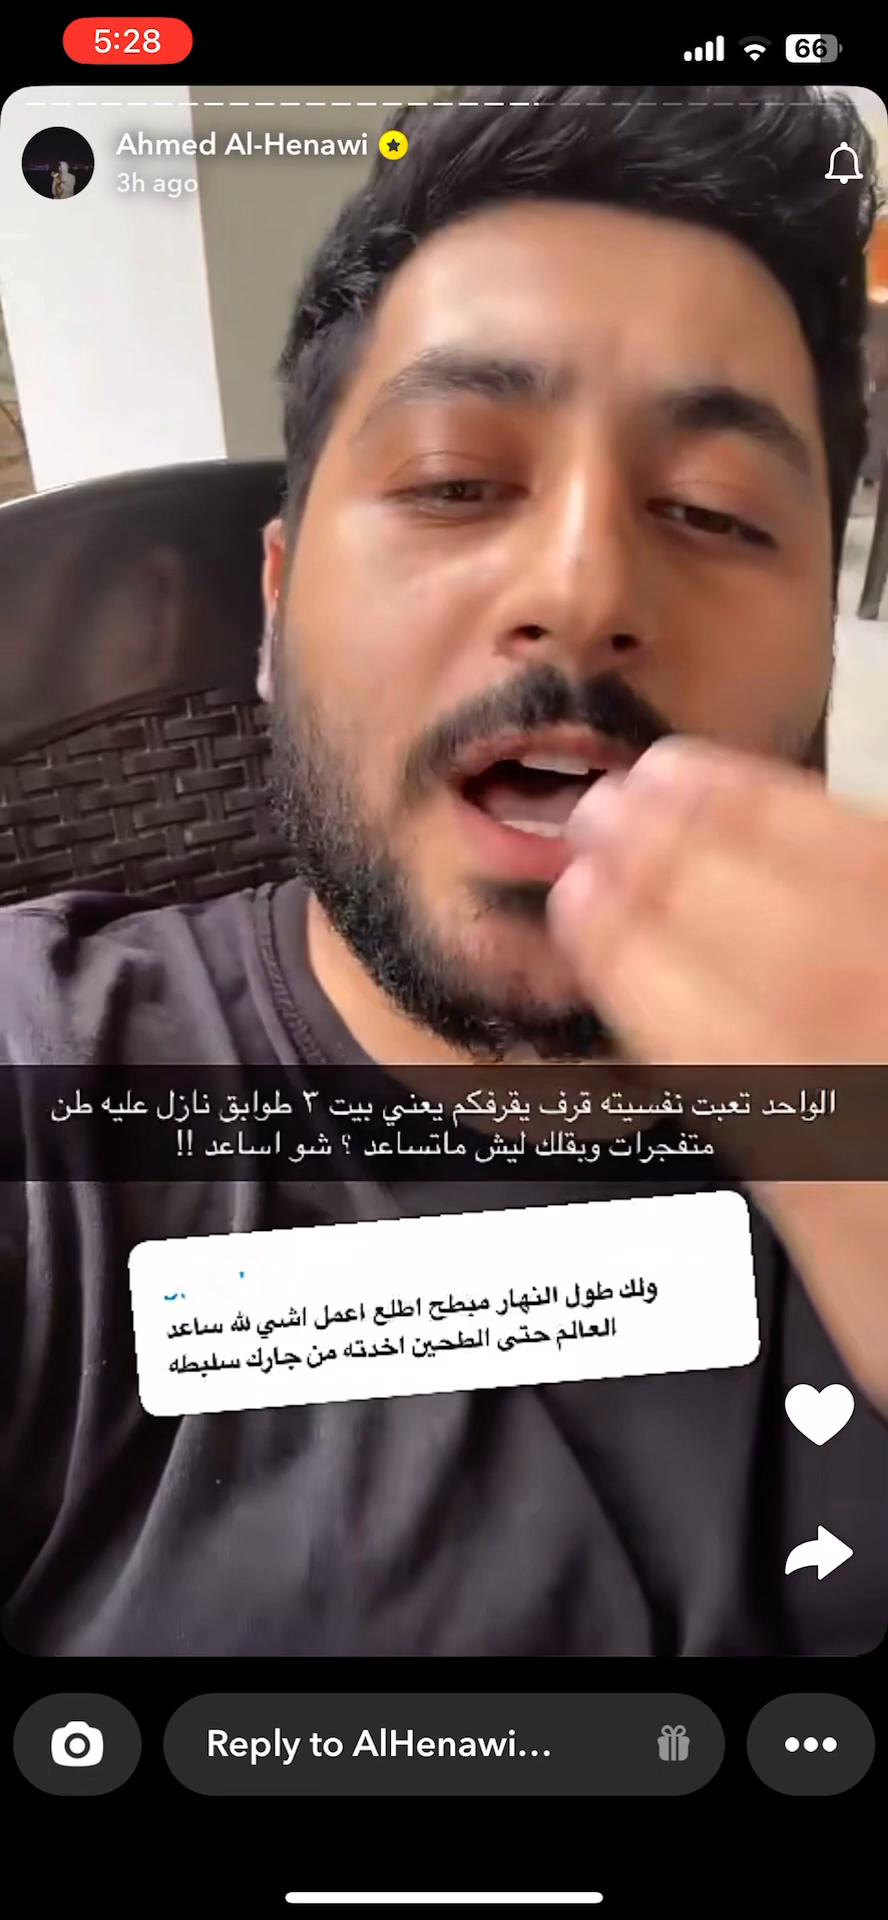 5:28
66
Ahmed Al-Henawi
3h ago
الواحد تعبت نفسيته قرف يقرفكم يعني بيت ٣ طوابق نازل عليه طن
متفجرات وبقلك ليش ماتساعد ؟ شو اساعد !!
ولك طول النهار مبطح اطلع اعمل اشي لله ساعد
العالم حتى الطحين اخدته من جارك سلبطه
Reply to AlHenawi...